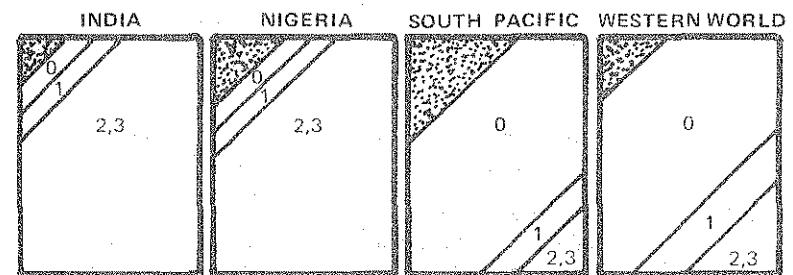 INDIA NIGERIA SOUTH PACIFIC WESTERN WORLD
0 0
1 1
2,3 2,3 0 0
1 1
2,3 2,3